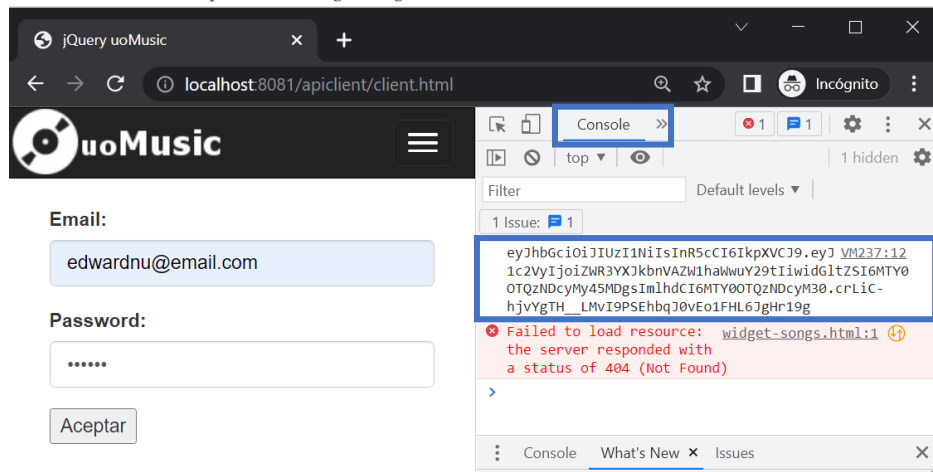 jQuery uoMusic
localhost:8081/apiclient/client.html
Incógnito
uoMusic
Console
1
1
top
1 hidden
Filter
Default levels
1 Issue: 1
eyJhbGciOiJIUzI1NiIsInR5cCI6IkpXVCJ9.eyJ VM237:12
1c2VyIjoiZWR3YXJkbnVAZW1haWwuY29tIiwidGltZSI6MTY0
OTQzNDcyMy45MDgsImlhdCI6MTY0OTQzNDcyM30.crLiC-
hjvYgTH__LMvI9PSEhbqJ0vEo1FHL6JgHr19g
Failed to load resource: widget-songs.html:1
the server responded with
a status of 404 (Not Found)
Email:
edwardnu@email.com
Password:
••••••
Aceptar
Console What's New Issues